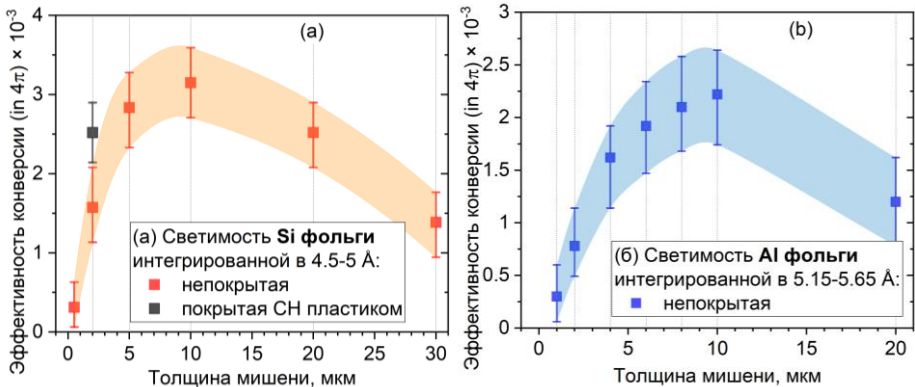 Эффективность конверсии (in 4π) × 10⁻³
4
3
2
1
0
(a)
(а) Светимость Si фольги
интегрированной в 4.5-5 Å:
непокрытая
покрытая CH пластиком
0 5 10 15 20 25 30
Толщина мишени, мкм
Эффективность конверсии (in 4π) × 10⁻³
3
2.5
2
1.5
1
0.5
0
(b)
(б) Светимость Al фольги
интегрированной в 5.15-5.65 Å:
непокрытая
0 5 10 15 20
Толщина мишени, мкм